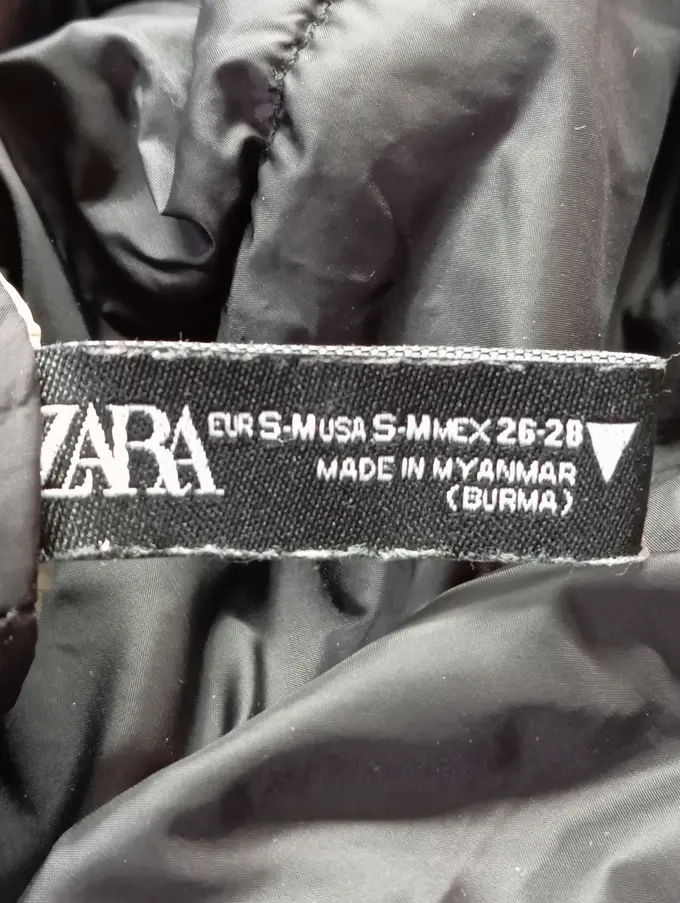 ZARA
EUR S-M USA S-M MEX 26-28
MADE IN MYANMAR
(BURMA)